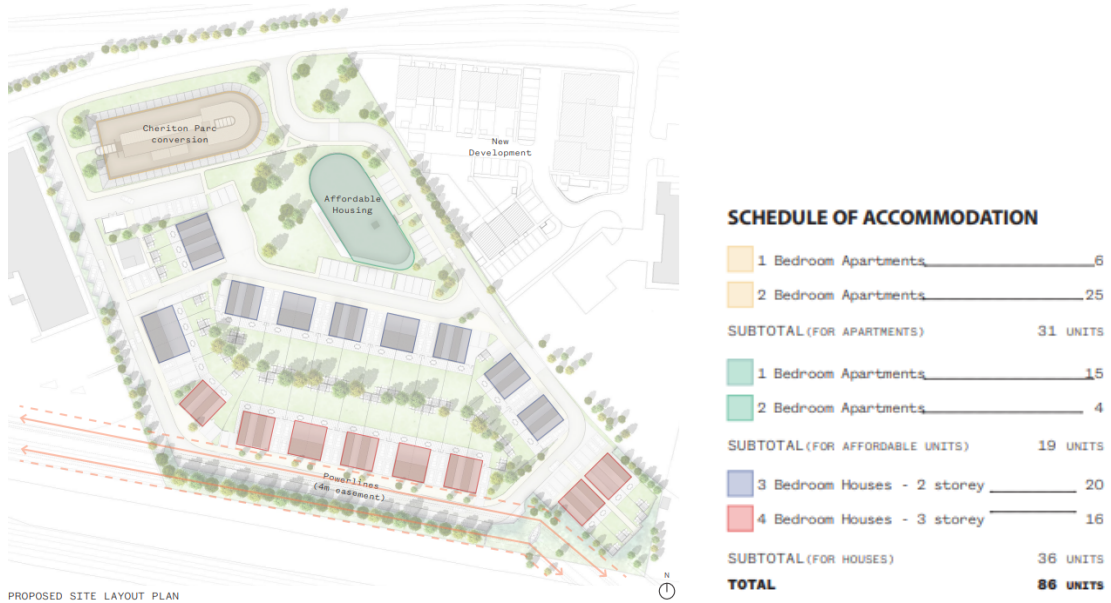 Cheriton Parc
conversion
New
Development
Affordable
Housing
Powerlines
(4m easement)
N
PROPOSED SITE LAYOUT PLAN
SCHEDULE OF ACCOMMODATION
1 Bedroom Apartments 6
2 Bedroom Apartments 25
SUBTOTAL (FOR APARTMENTS) 31 UNITS
1 Bedroom Apartments 15
2 Bedroom Apartments 4
SUBTOTAL (FOR AFFORDABLE UNITS) 19 UNITS
3 Bedroom Houses - 2 storey 20
4 Bedroom Houses - 3 storey 16
SUBTOTAL (FOR HOUSES) 36 UNITS
TOTAL 86 UNITS